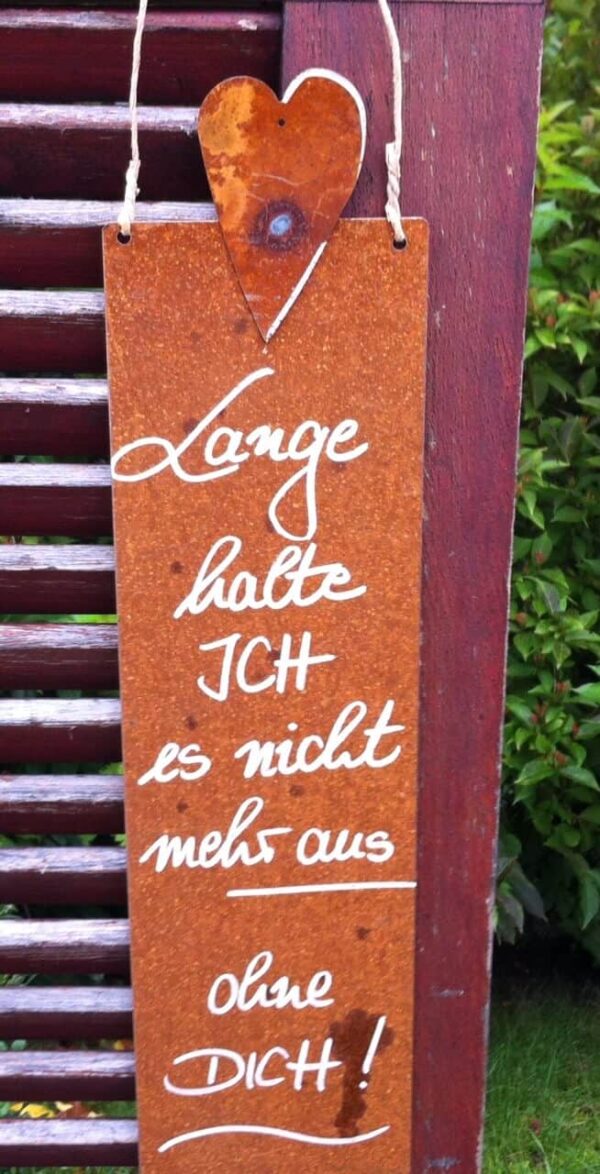 Lange
halte
ICH
es nicht
mehr aus
ohne
DICH!